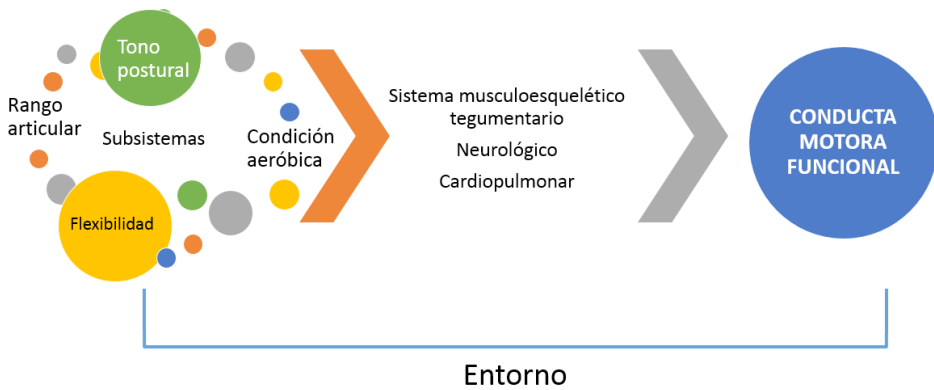 Tono
postural
Rango
articular
Subsistemas
Condición
aeróbica
Flexibilidad
Sistema musculoesquelético
tegumentario
Neurológico
Cardiopulmonar
CONDUCTA
MOTORA
FUNCIONAL
Entorno